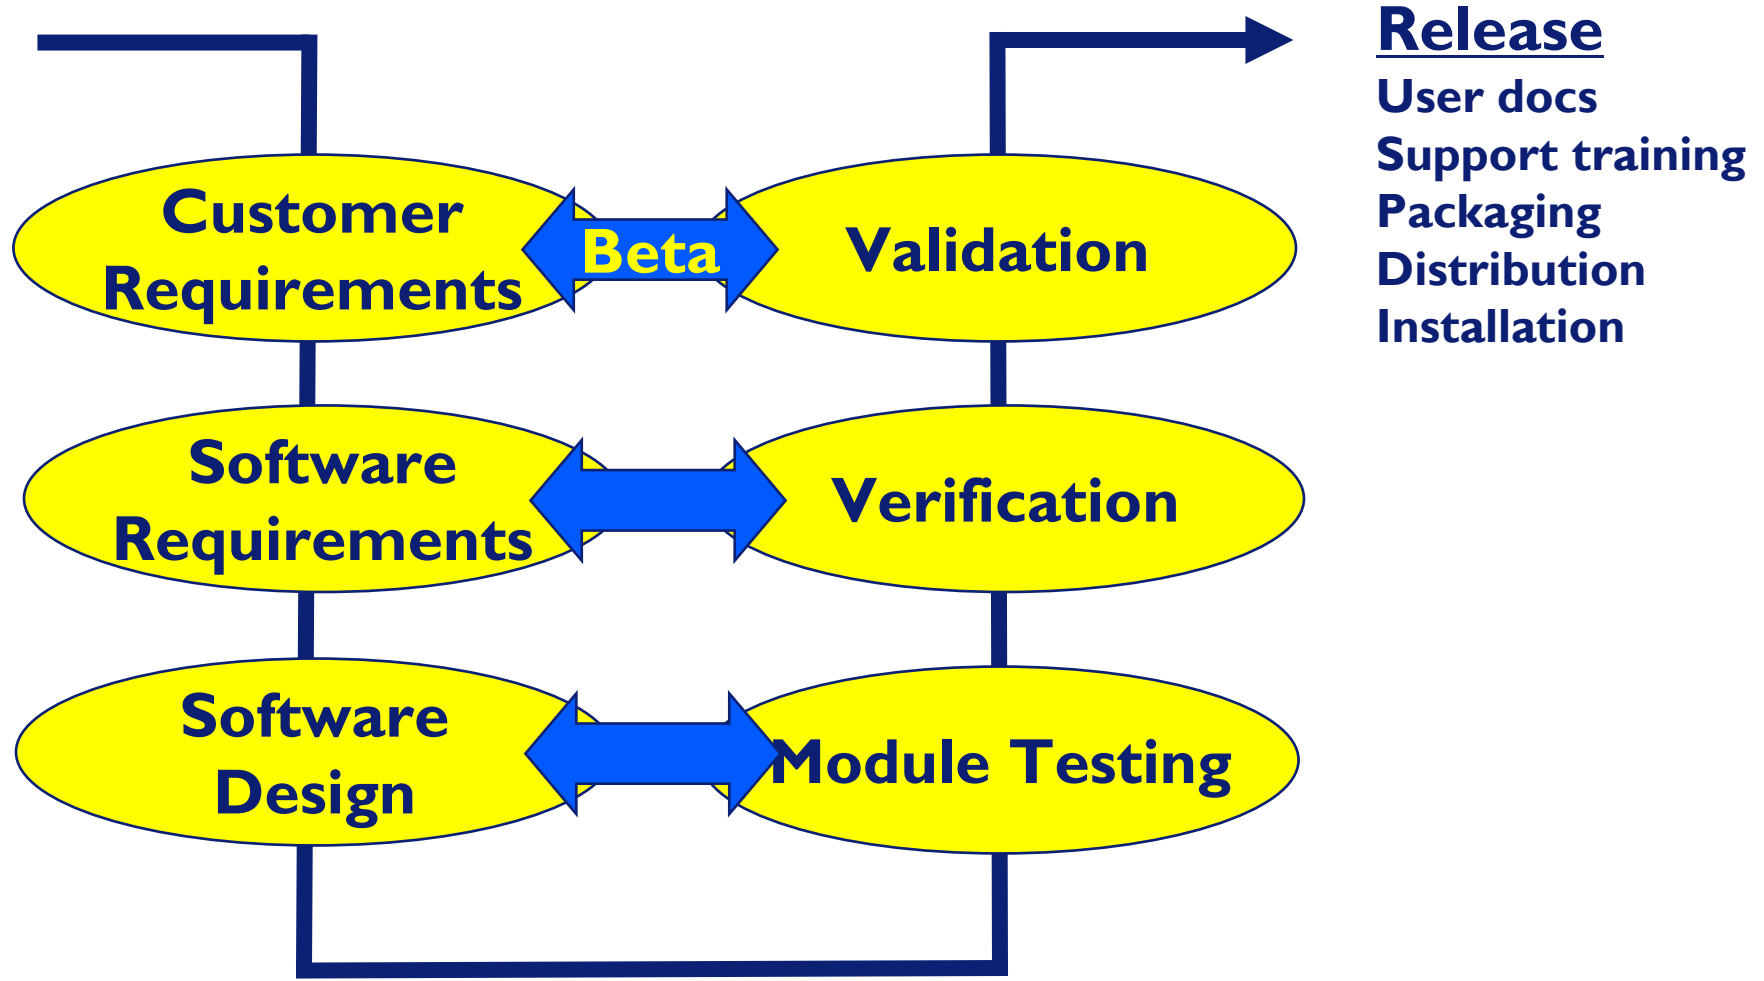 Release
User docs
Support training
Packaging
Distribution
Installation
Customer
Requirements
Beta
Validation
Software
Requirements
Verification
Software
Design
Module Testing